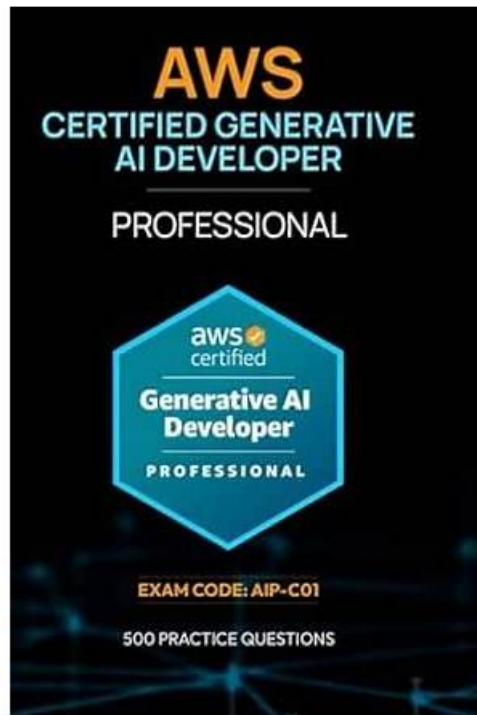 AWS
CERTIFIED GENERATIVE
AI DEVELOPER
PROFESSIONAL
aws
certified
Generative AI
Developer
PROFESSIONAL
EXAM CODE: AIP-C01
500 PRACTICE QUESTIONS